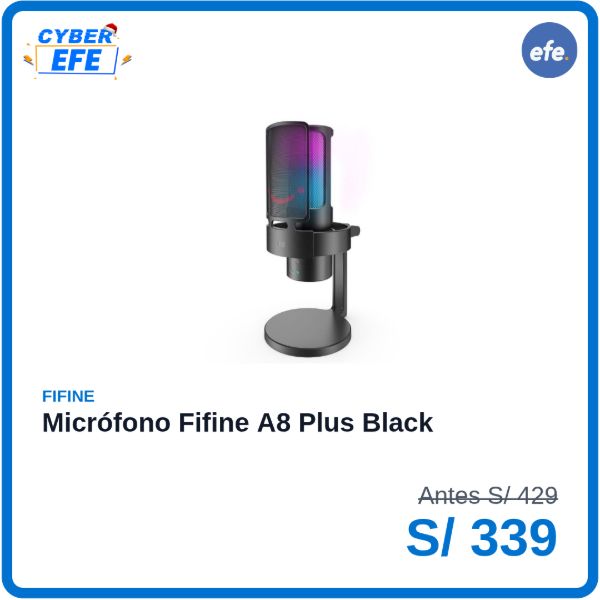 CYBER
EFE
efe.
FIFINE
Micrófono Fifine A8 Plus Black
Antes S/ 429
S/ 339